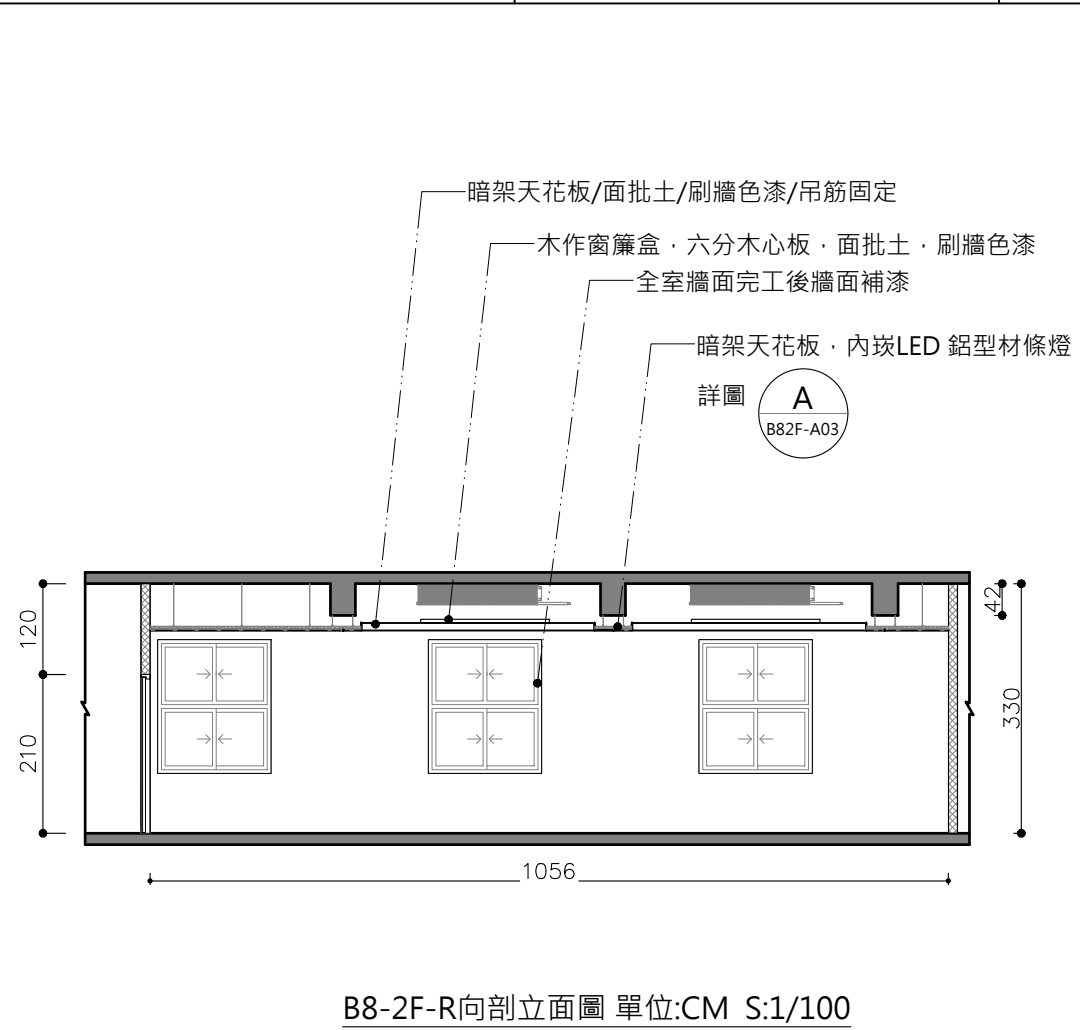 暗架天花板/面批土/刷牆色漆/吊筋固定
木作窗簾盒，六分木心板，面批土，刷牆色漆
全室牆面完工後牆面補漆
暗架天花板，內崁LED 鋁型材條燈
詳圖
A
B82F-A03
120
210
42
330
1056
B8-2F-R向剖立面圖 單位:CM S:1/100